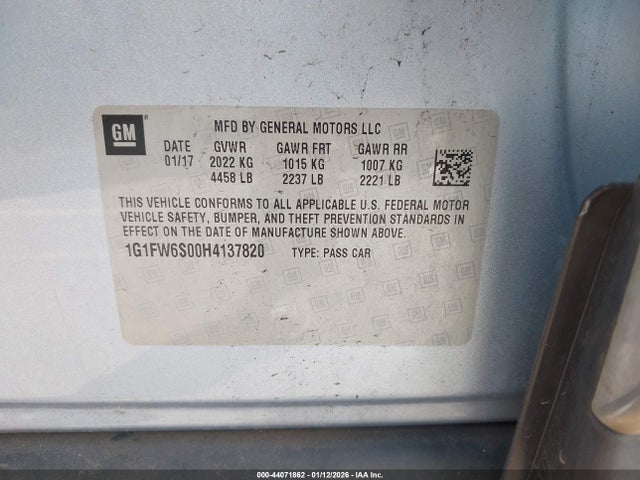 GM
MFD BY GENERAL MOTORS LLC
DATE GVWR GAWR FRT GAWR RR
01/17 2022 KG 1015 KG 1007 KG
4458 LB 2237 LB 2221 LB
THIS VEHICLE CONFORMS TO ALL APPLICABLE U.S. FEDERAL MOTOR
VEHICLE SAFETY, BUMPER, AND THEFT PREVENTION STANDARDS IN
EFFECT ON THE DATE OF MANUFACTURE SHOWN ABOVE.
1G1FW6S00H4137820 TYPE: PASS CAR
000-44071862 - 01/12/2026 - IAA Inc.